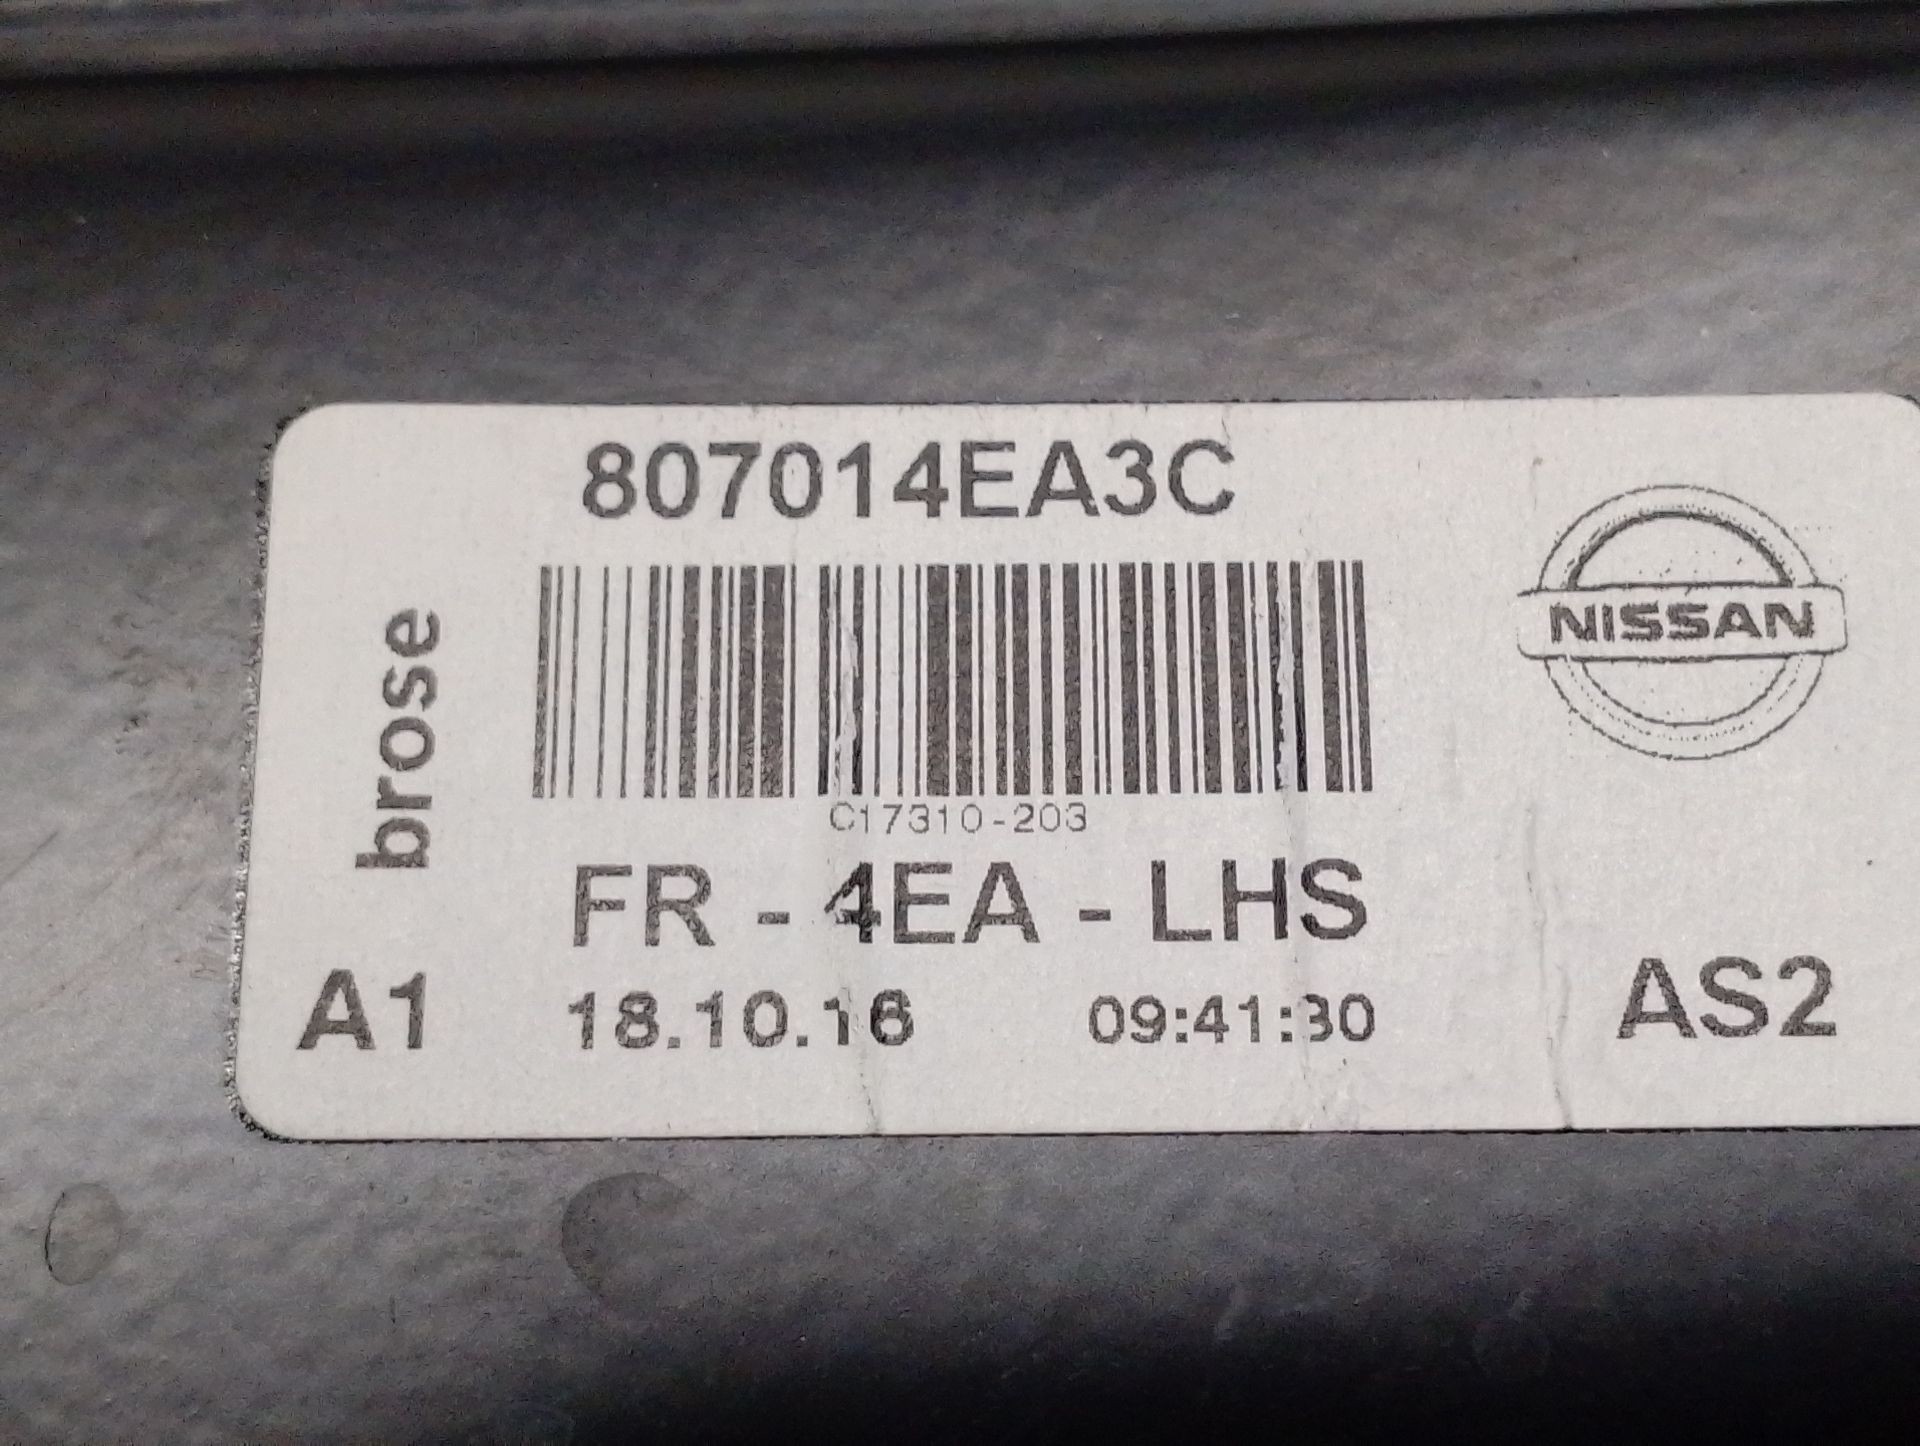 807014EA3C
brose
NISSAN
C17310-203
FR - 4EA - LHS
A1 18.10.16 09:41:30 AS2